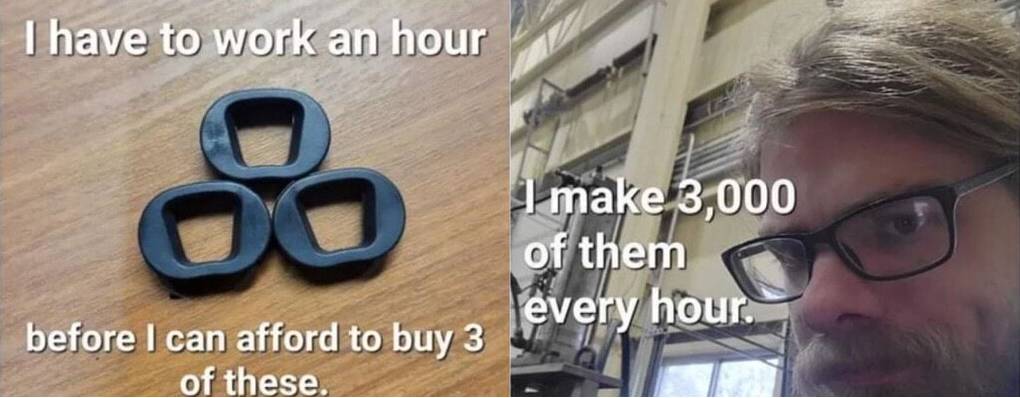 I have to work an hour
before I can afford to buy 3
of these.
I make 3,000
of them
every hour.